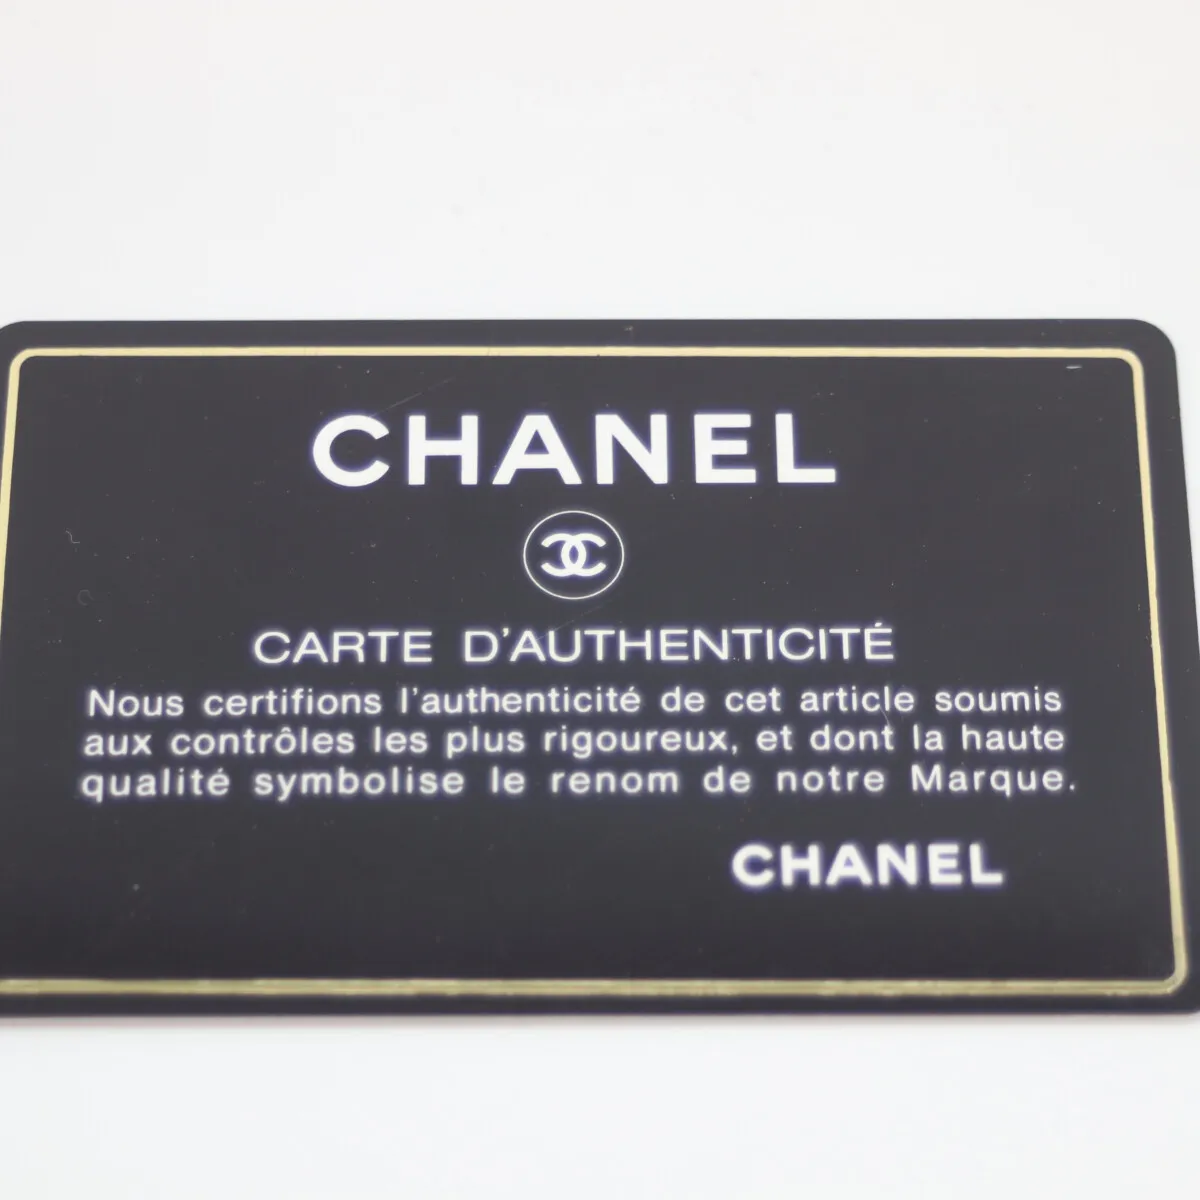 CHANEL
CARTE D'AUTHENTICITÉ
Nous certifions l'authenticité de cet article soumis
aux contrôles les plus rigoureux, et dont la haute
qualité symbolise le renom de notre Marque.
CHANEL